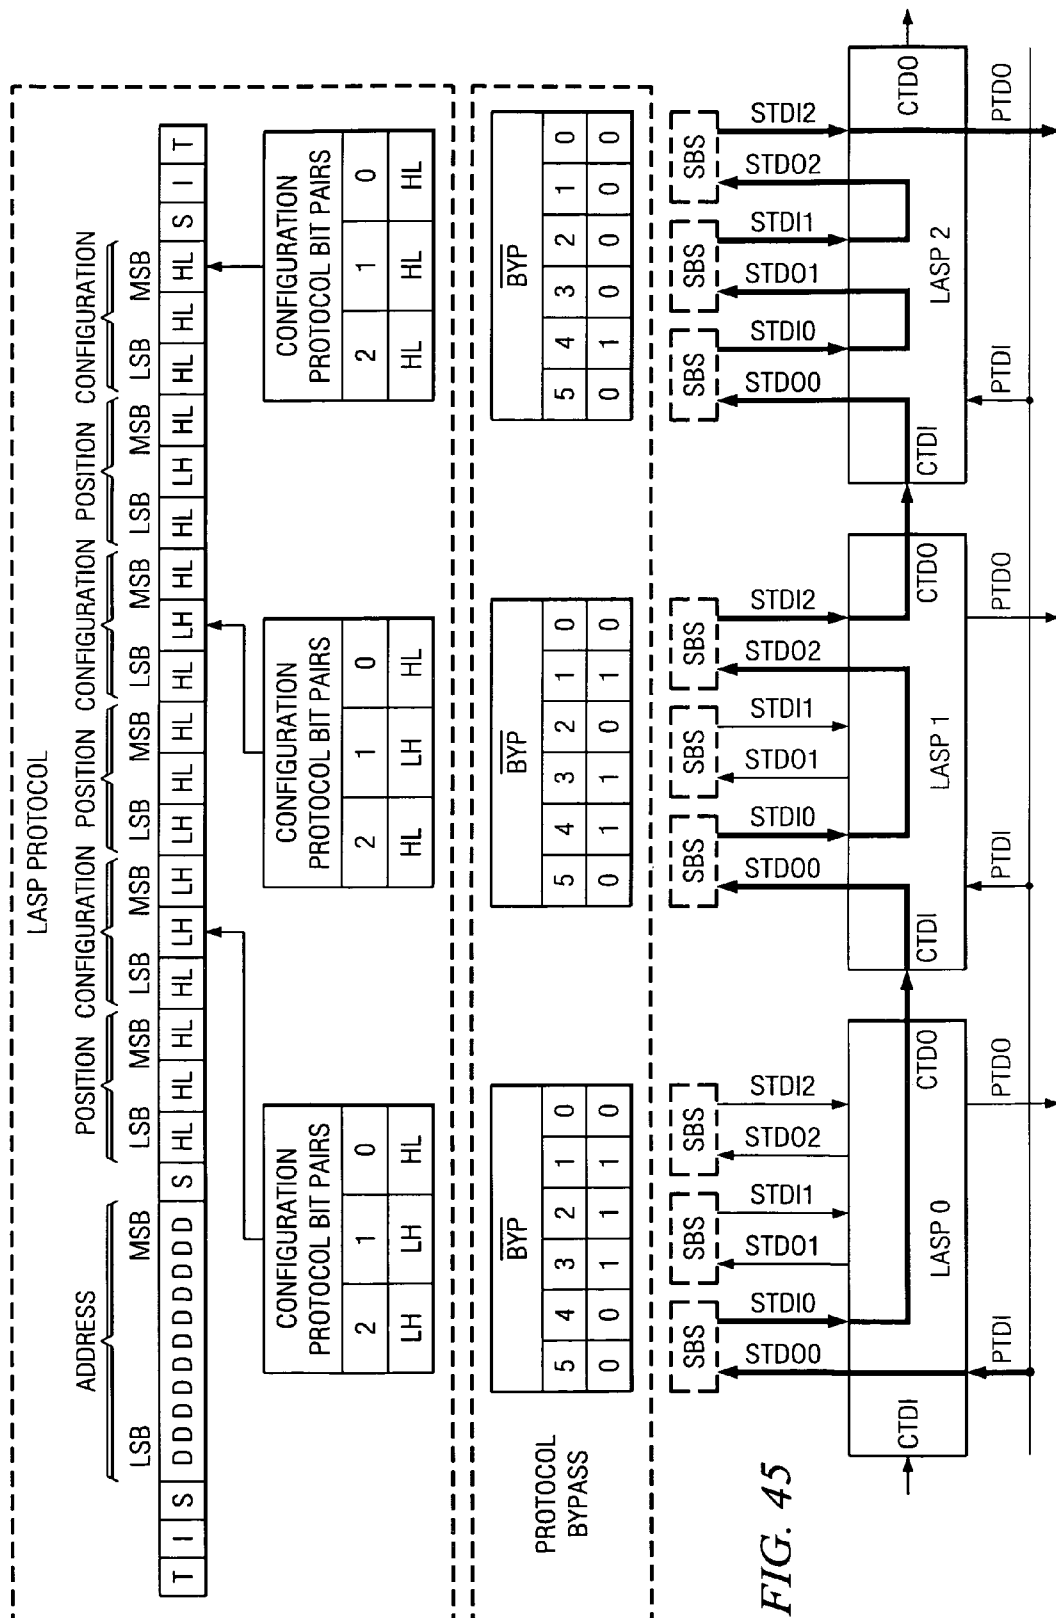 LASP PROTOCOL
ADDRESS POSITION CONFIGURATION POSITION CONFIGURATION POSITION CONFIGURATION
LSB MSB LSB MSB LSB MSB LSB MSB LSB MSB LSB MSB LSB MSB
T I S D D D D D D D D S HL HL HL HL LH LH LH HL HL HL LH HL HL LH HL HL HL HL S I T
CONFIGURATION
PROTOCOL BIT PAIRS
2 1 0
LH LH HL
CONFIGURATION
PROTOCOL BIT PAIRS
2 1 0
HL LH HL
CONFIGURATION
PROTOCOL BIT PAIRS
2 1 0
HL HL HL
PROTOCOL
BYPASS
BYP
5 4 3 2 1 0
0 0 1 1 1 0
BYP
5 4 3 2 1 0
0 1 1 0 1 0
BYP
5 4 3 2 1 0
0 1 0 0 0 0
SBS SBS SBS SBS SBS SBS SBS SBS SBS
STDO0 STDI0 STDO1 STDI1 STDO2 STDI2
STDO0 STDI0 STDO1 STDI1 STDO2 STDI2
STDO0 STDI0 STDO1 STDI1 STDO2 STDI2
CTDI LASP 0 CTDO
CTDI LASP 1 CTDO
CTDI LASP 2 CTDO
PTDI PTDO PTDI PTDO PTDI PTDO
FIG. 45